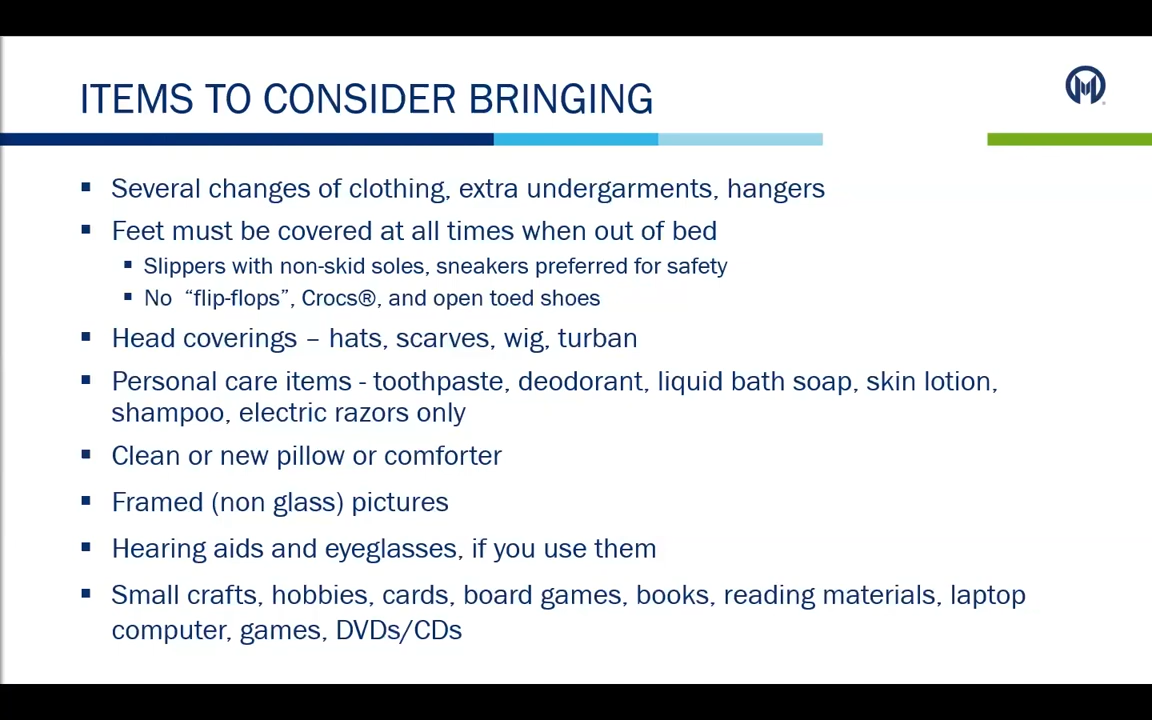 ITEMS TO CONSIDER BRINGING
▪ Several changes of clothing, extra undergarments, hangers
▪ Feet must be covered at all times when out of bed
▪ Slippers with non-skid soles, sneakers preferred for safety
▪ No “flip-flops”, Crocs®, and open toed shoes
▪ Head coverings – hats, scarves, wig, turban
▪ Personal care items - toothpaste, deodorant, liquid bath soap, skin lotion,
shampoo, electric razors only
▪ Clean or new pillow or comforter
▪ Framed (non glass) pictures
▪ Hearing aids and eyeglasses, if you use them
▪ Small crafts, hobbies, cards, board games, books, reading materials, laptop
computer, games, DVDs/CDs